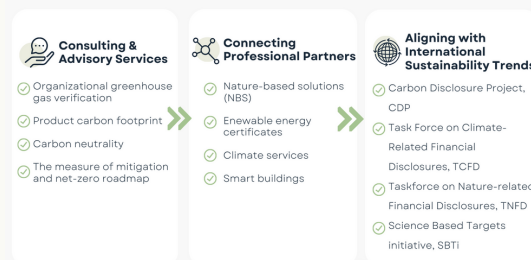 Consulting &
Advisory Services
Organizational greenhouse
gas verification
Product carbon footprint
Carbon neutrality
The measure of mitigation
and net-zero roadmap
Connecting
Professional Partners
Nature-based solutions
(NBS)
Enewable energy
certificates
Climate services
Smart buildings
Aligning with
International
Sustainability Trends
Carbon Disclosure Project,
CDP
Task Force on Climate-
Related Financial
Disclosures, TCFD
Taskforce on Nature-related
Financial Disclosures, TNFD
Science Based Targets
initiative, SBTi